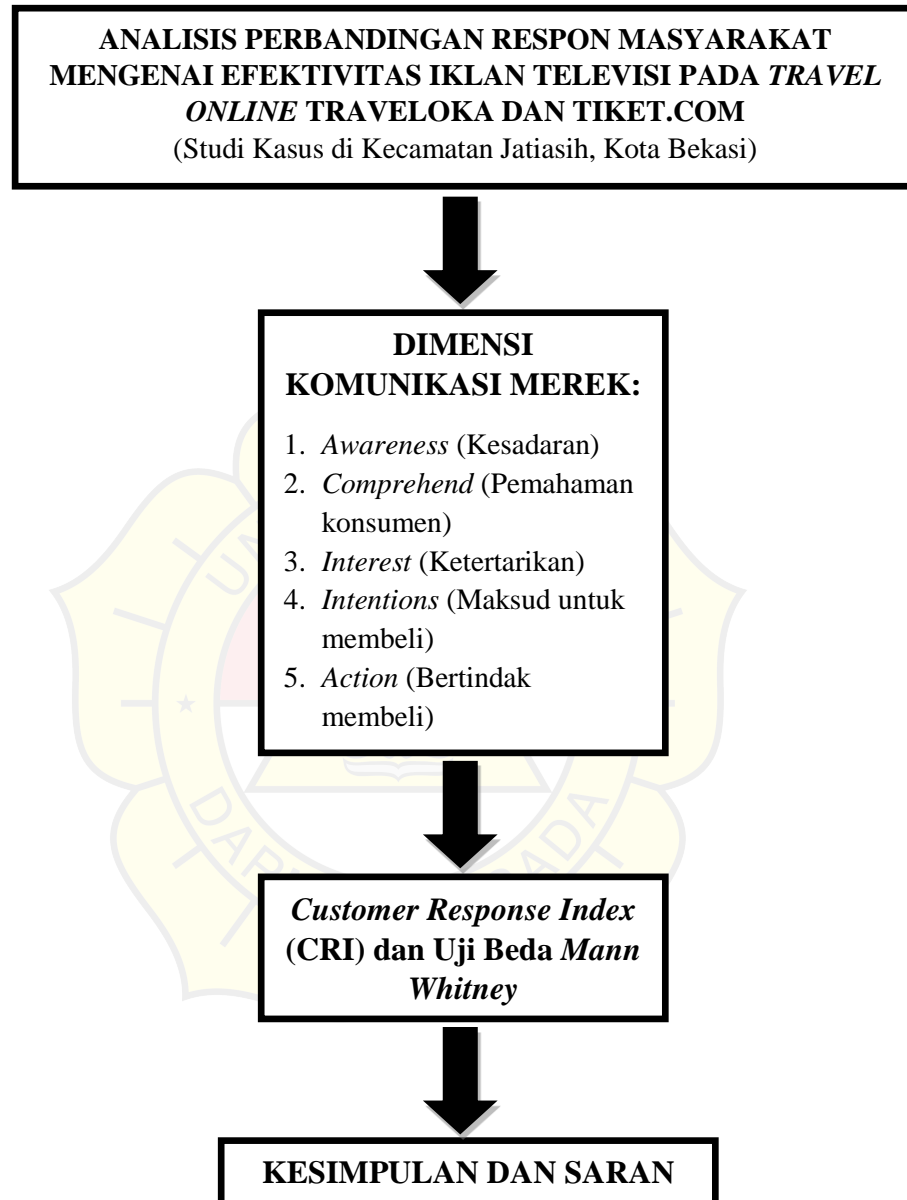 ANALISIS PERBANDINGAN RESPON MASYARAKAT
MENGENAI EFEKTIVITAS IKLAN TELEVISI PADA TRAVEL
ONLINE TRAVELOKA DAN TIKET.COM
(Studi Kasus di Kecamatan Jatiasih, Kota Bekasi)
DIMENSI
KOMUNIKASI MEREK:
1. Awareness (Kesadaran)
2. Comprehend (Pemahaman
konsumen)
3. Interest (Ketertarikan)
4. Intentions (Maksud untuk
membeli)
5. Action (Bertindak
membeli)
Customer Response Index
(CRI) dan Uji Beda Mann
Whitney
KESIMPULAN DAN SARAN